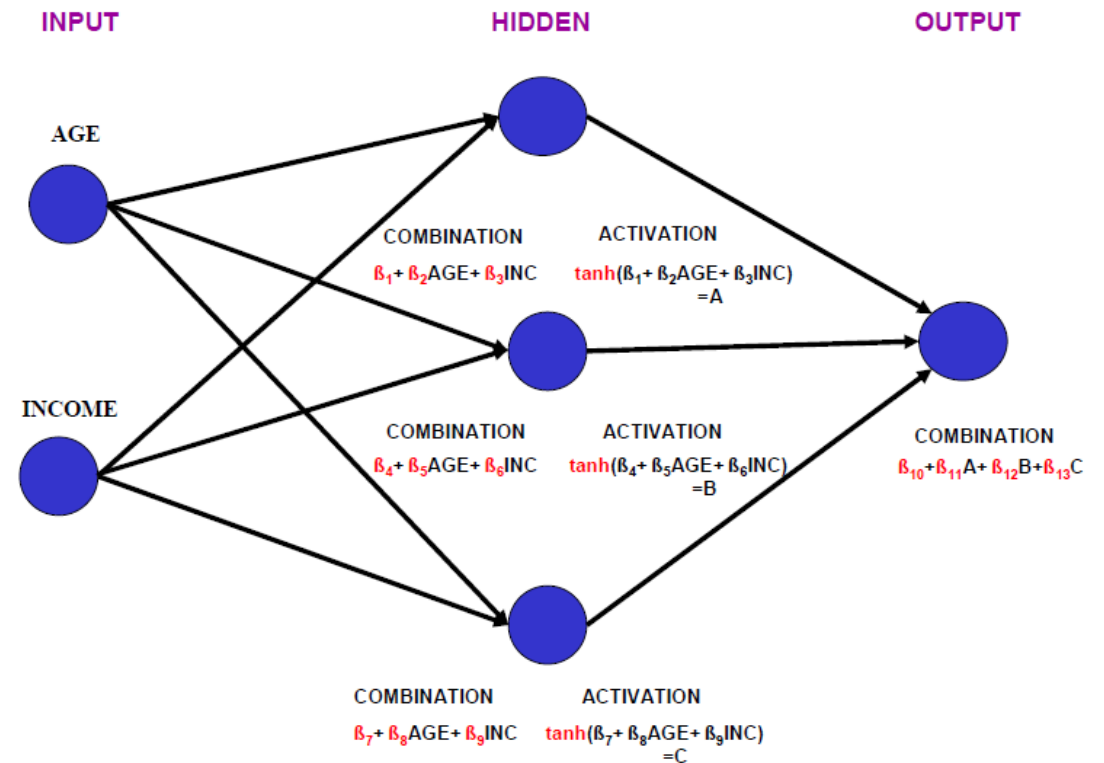 INPUT HIDDEN OUTPUT
AGE
COMBINATION ACTIVATION
ß₁+ ß₂AGE+ ß₃INC tanh(ß₁+ ß₂AGE+ ß₃INC)
=A
INCOME
COMBINATION ACTIVATION
ß₄+ ß₅AGE+ ß₆INC tanh(ß₄+ ß₅AGE+ ß₆INC)
=B
COMBINATION
ß₁₀+ß₁₁A+ ß₁₂B+ß₁₃C
COMBINATION ACTIVATION
ß₇+ ß₈AGE+ ß₉INC tanh(ß₇+ ß₈AGE+ ß₉INC)
=C